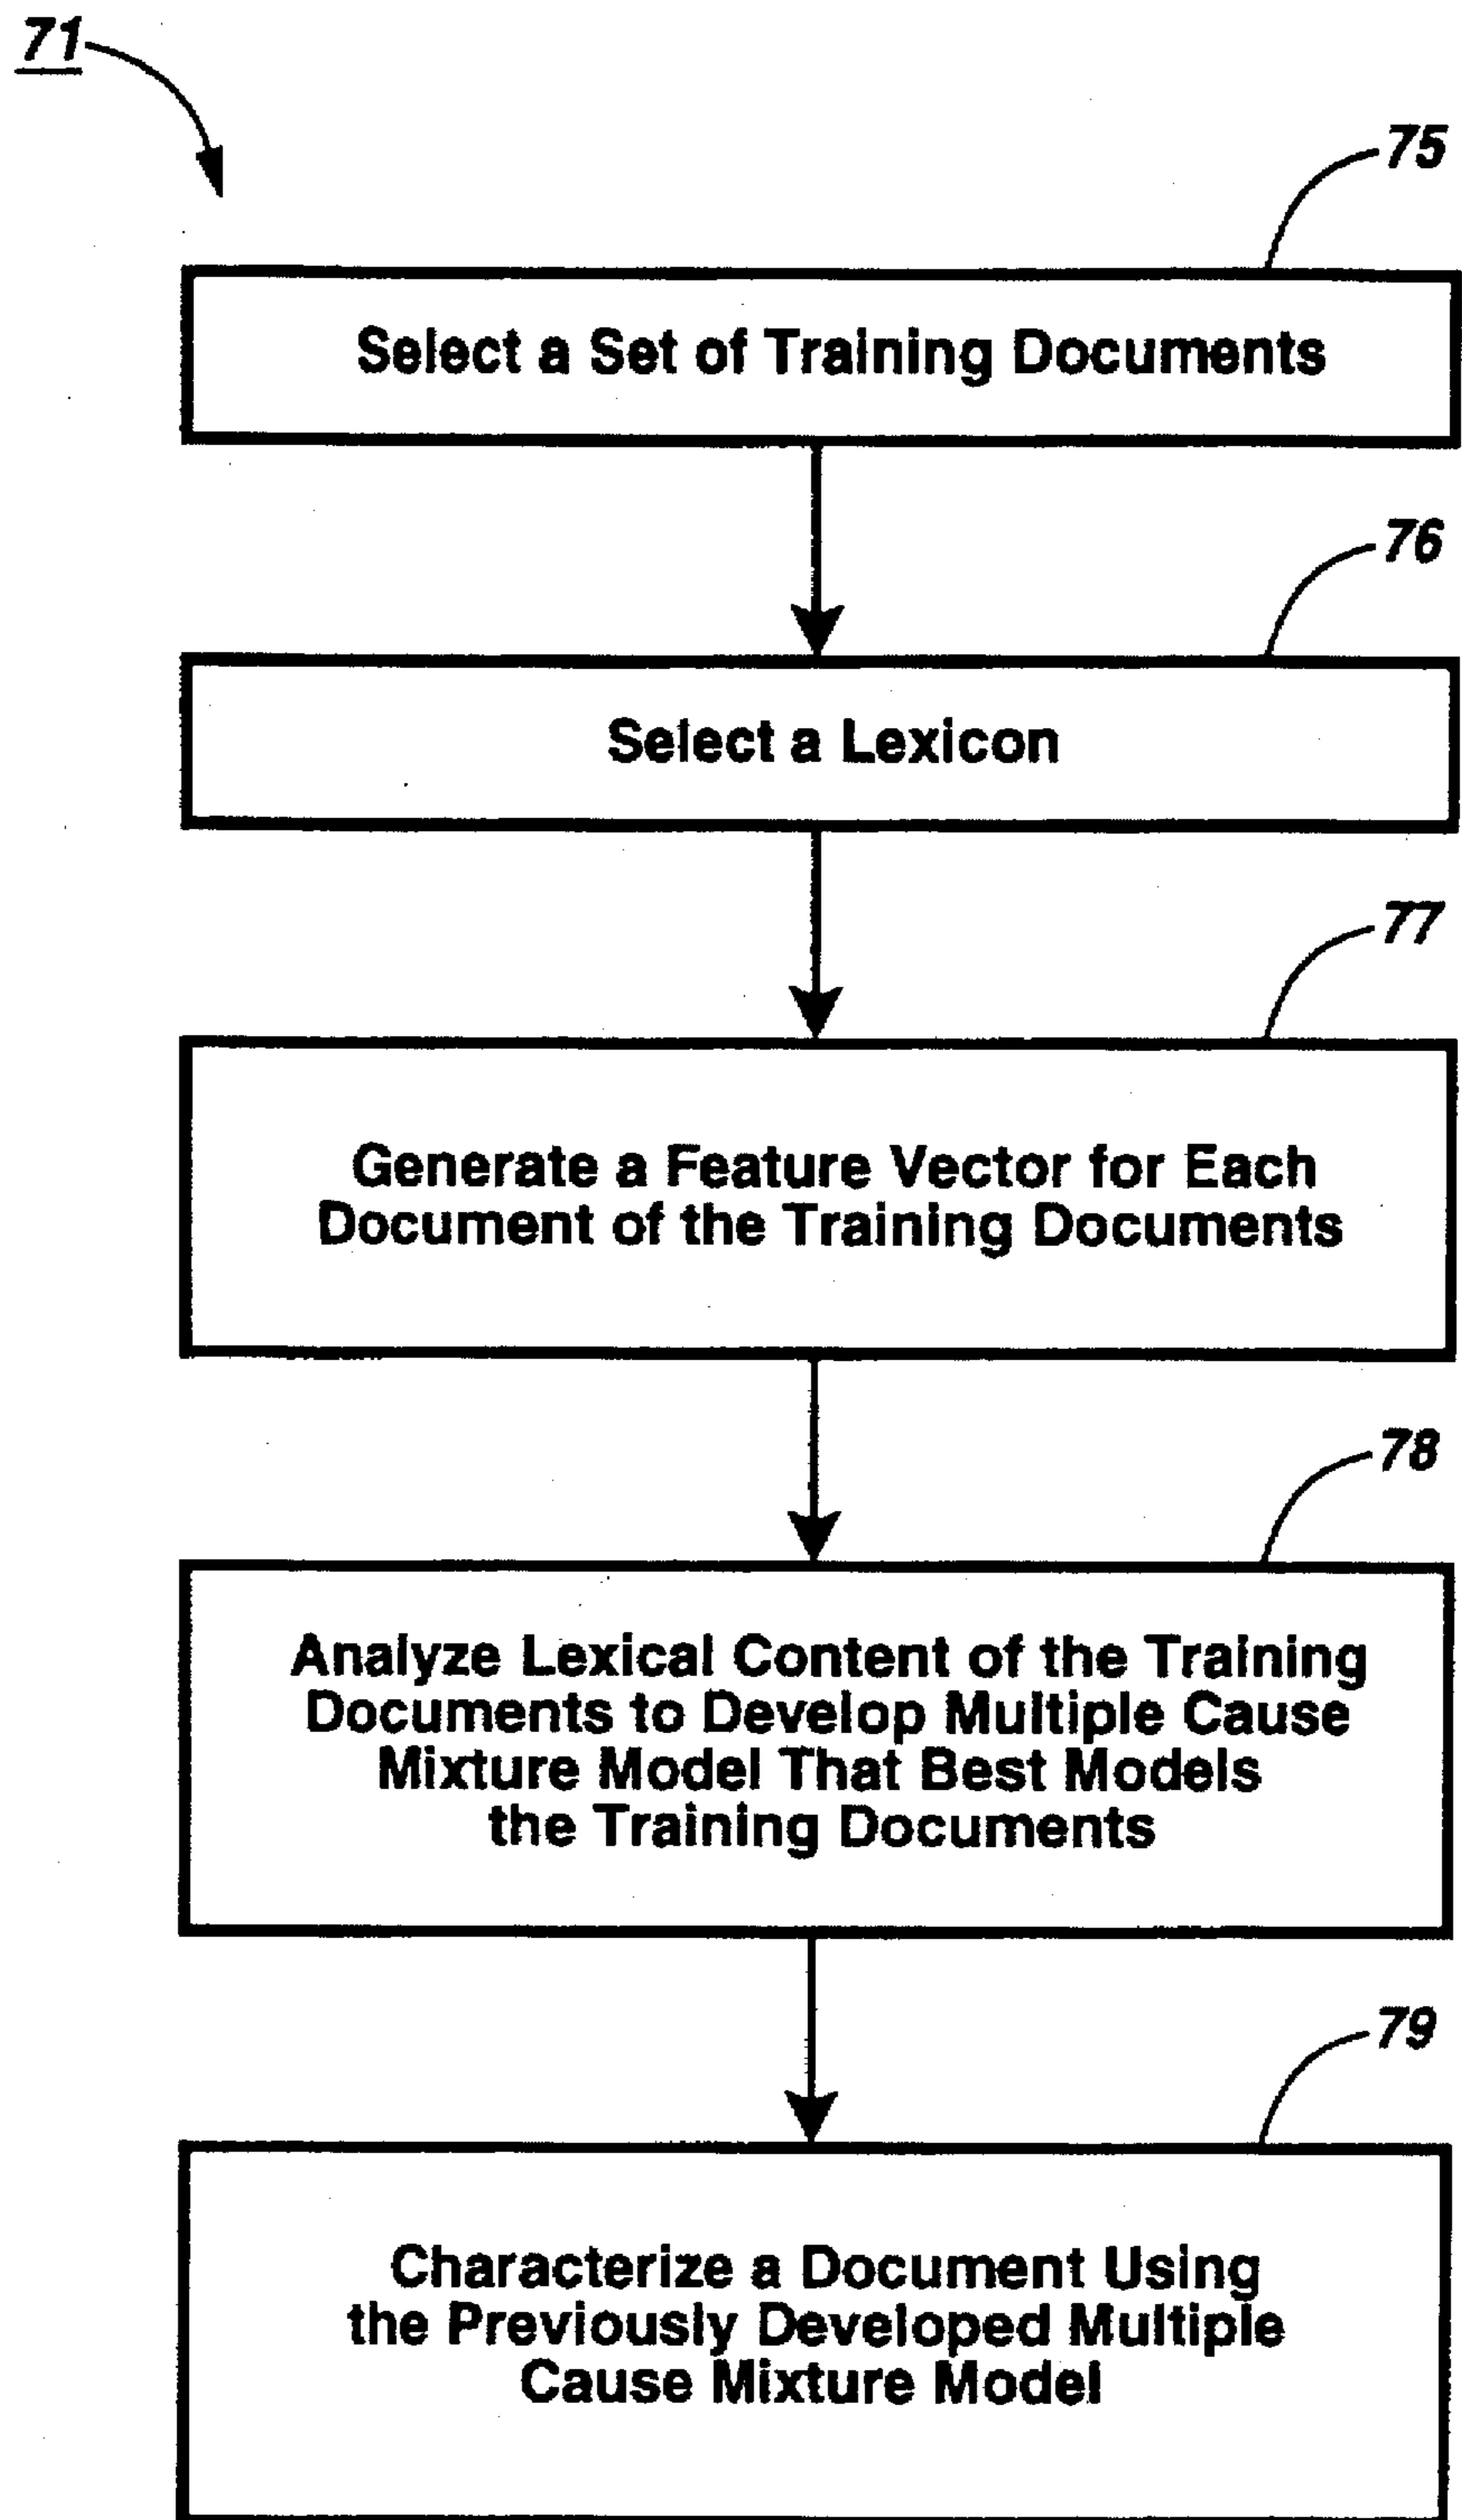 71
75
Select a Set of Training Documents
76
Select a Lexicon
77
Generate a Feature Vector for Each
Document of the Training Documents
78
Analyze Lexical Content of the Training
Documents to Develop Multiple Cause
Mixture Model That Best Models
the Training Documents
79
Characterize a Document Using
the Previously Developed Multiple
Cause Mixture Model